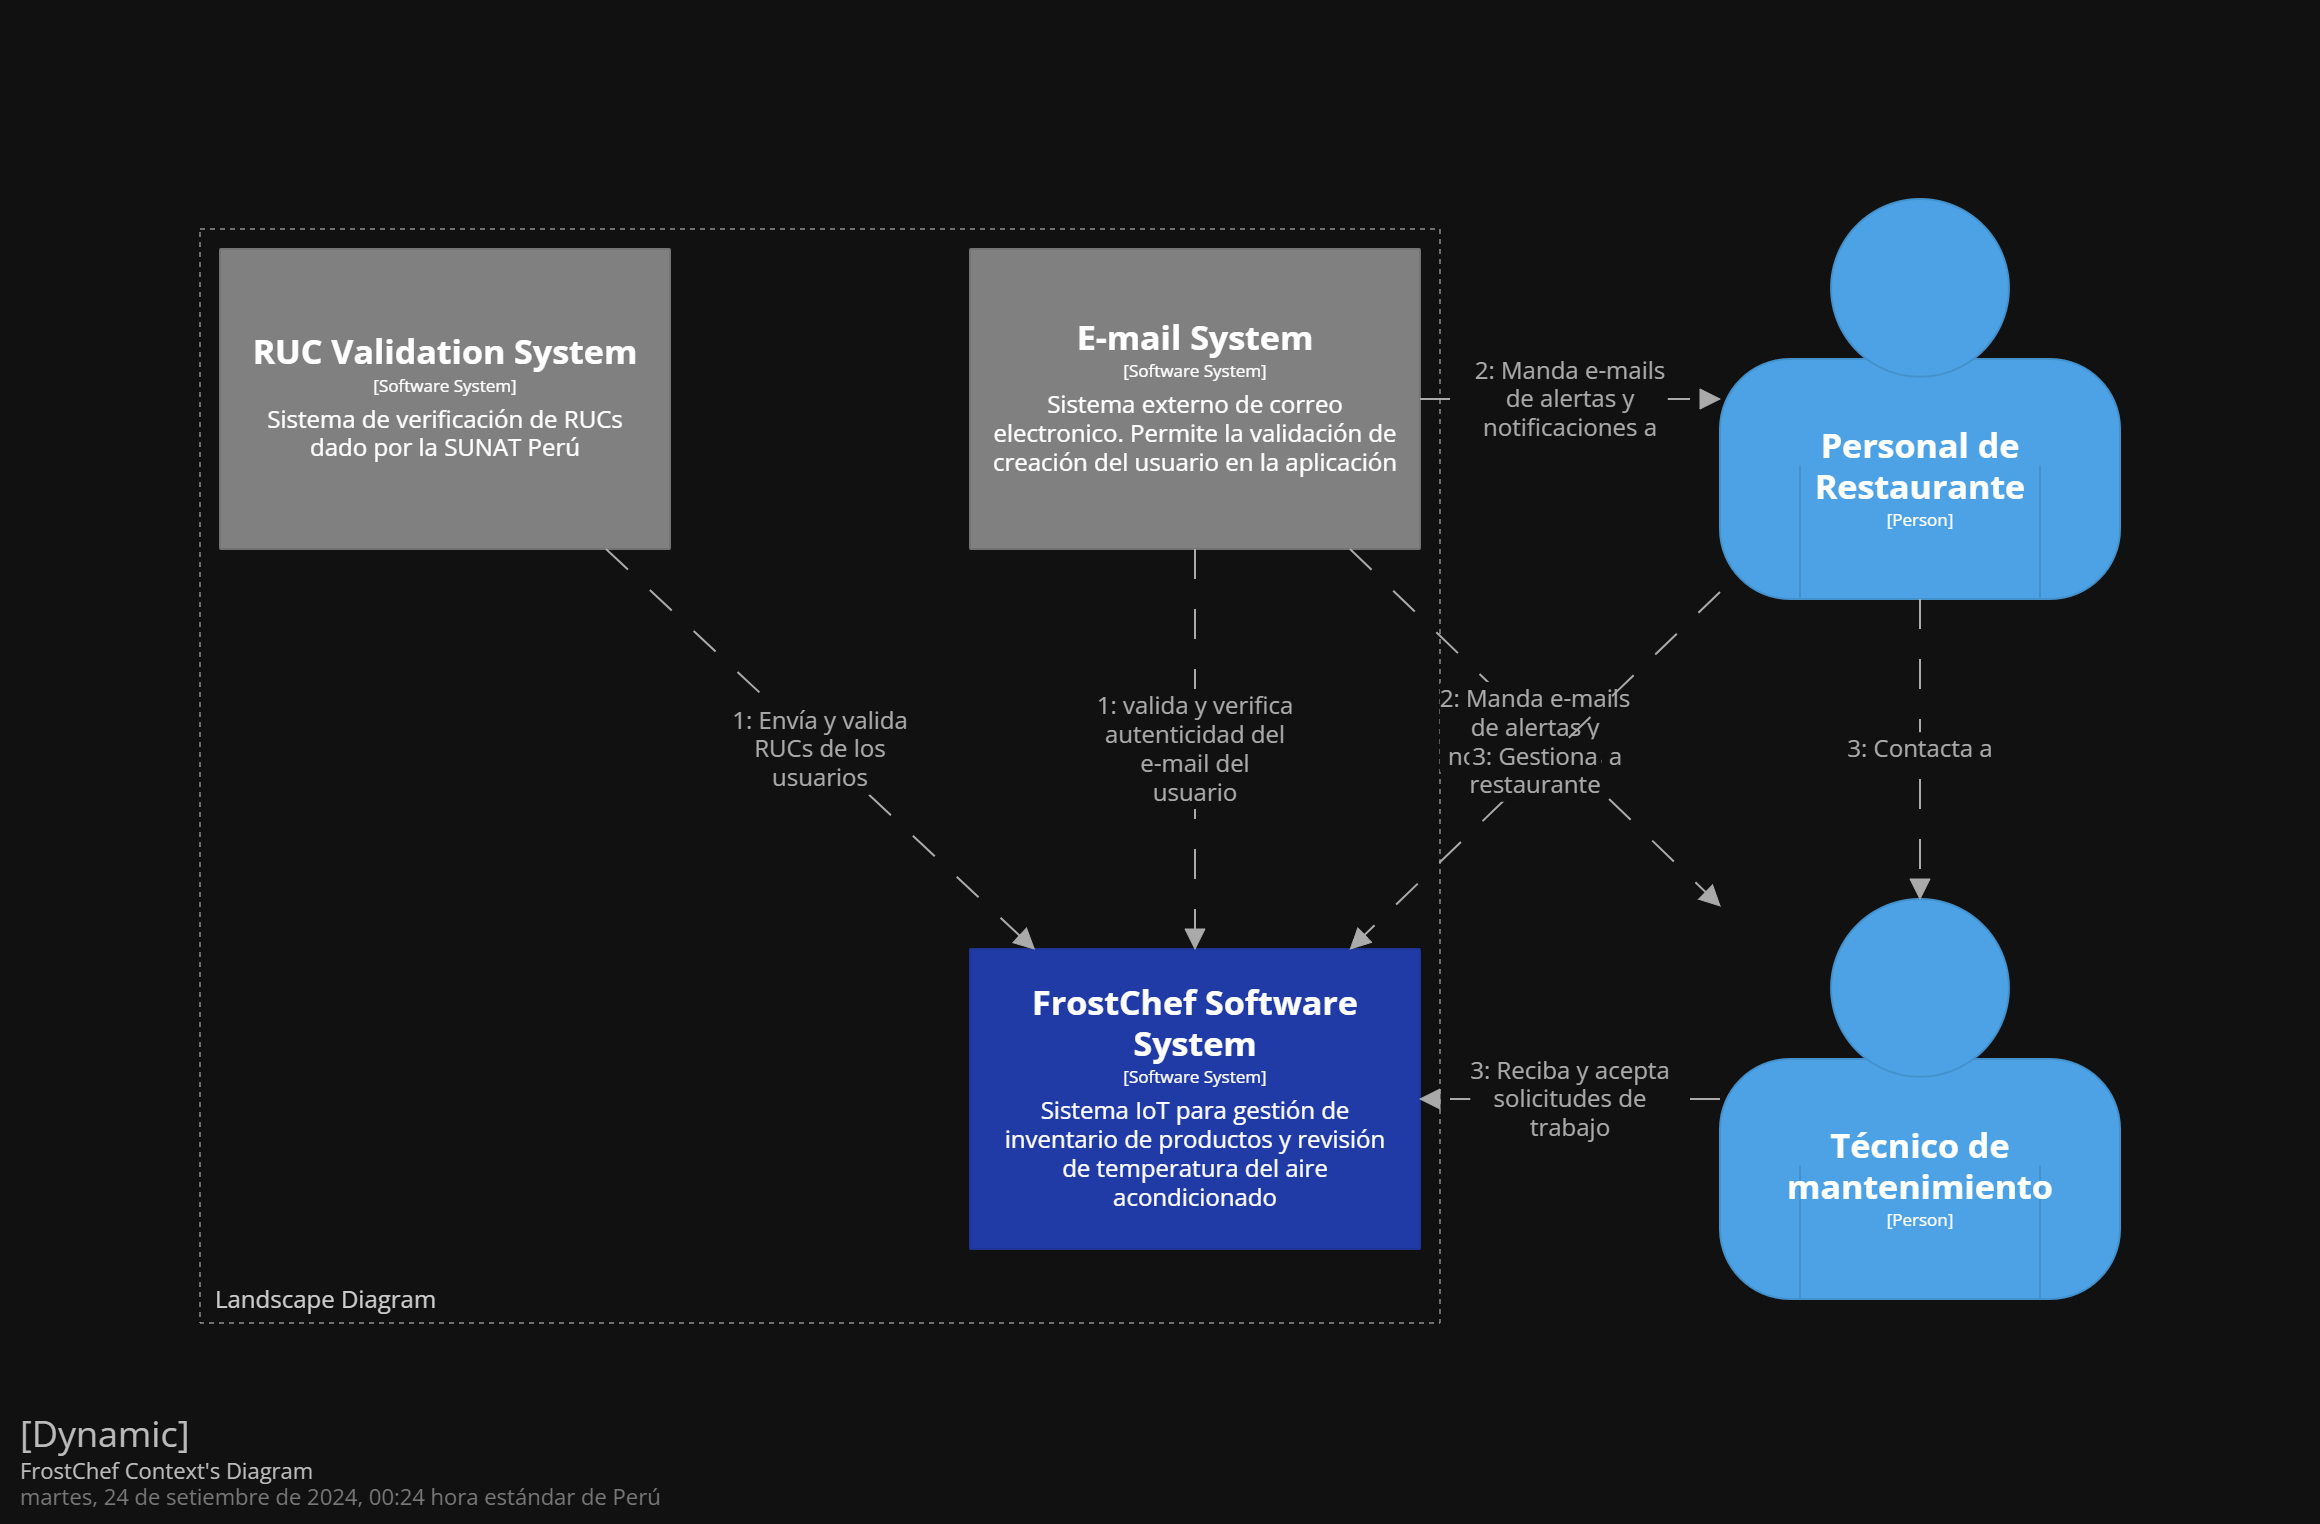 RUC Validation System
[Software System]
Sistema de verificación de RUCs
dado por la SUNAT Perú
E-mail System
[Software System]
Sistema externo de correo
electronico. Permite la validación de
creación del usuario en la aplicación
2: Manda e-mails
de alertas y
notificaciones a
Personal de
Restaurante
[Person]
1: Envía y valida
RUCs de los
usuarios
1: valida y verifica
autenticidad del
e-mail del
usuario
2: Manda e-mails
de alertas y
a
3: Gestiona
restaurante
3: Contacta a
FrostChef Software
System
[Software System]
Sistema IoT para gestión de
inventario de productos y revisión
de temperatura del aire
acondicionado
3: Reciba y acepta
solicitudes de
trabajo
Técnico de
mantenimiento
[Person]
Landscape Diagram
[Dynamic]
FrostChef Context's Diagram
martes, 24 de setiembre de 2024, 00:24 hora estándar de Perú